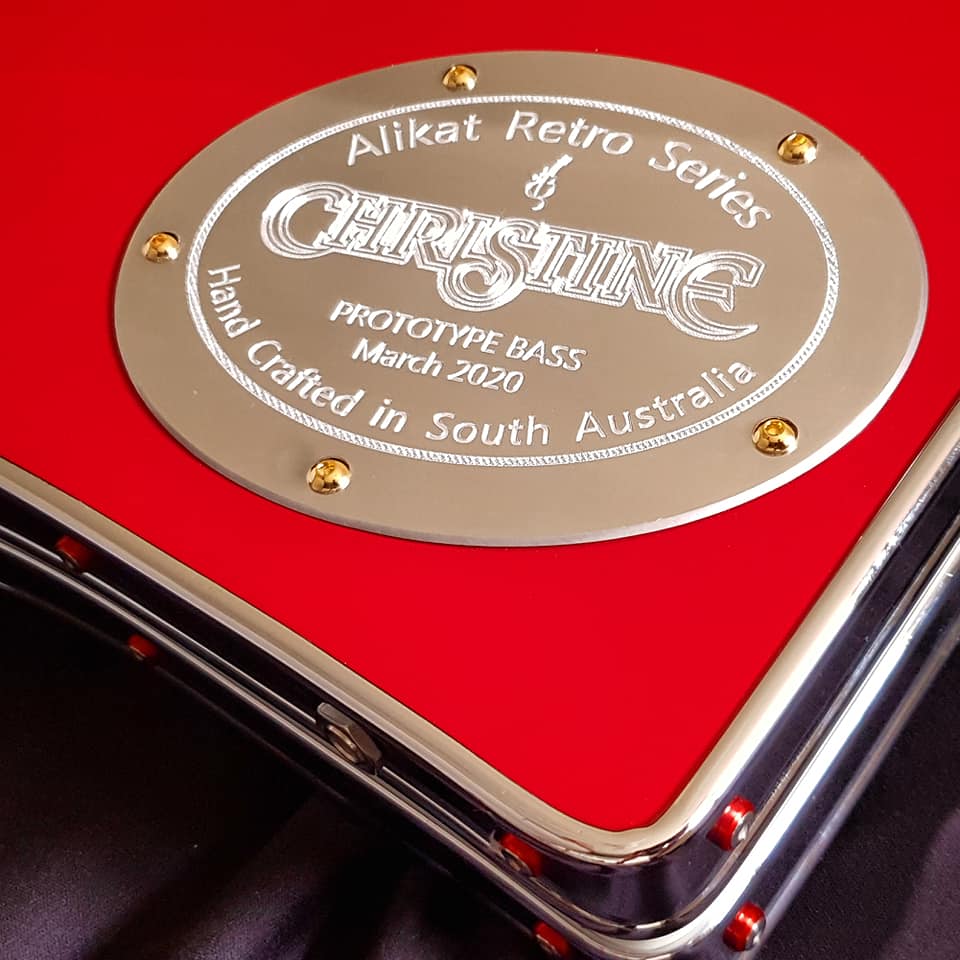 Alikat Retro Series
CHRISTINE
PROTOTYPE BASS
March 2020
Hand Crafted in South Australia